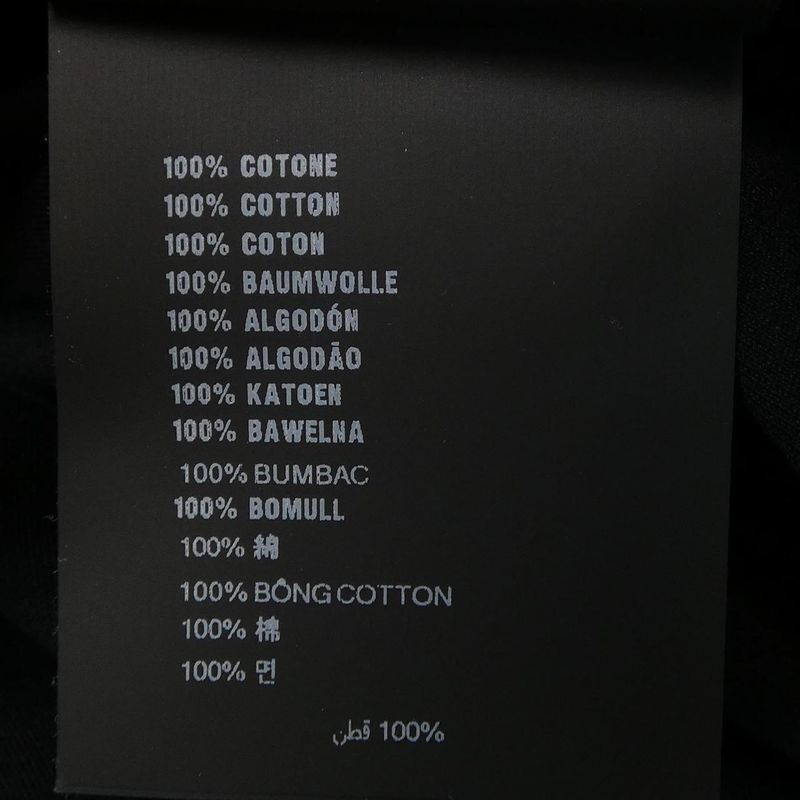 100% COTONE
100% COTTON
100% COTON
100% BAUMWOLLE
100% ALGODÓN
100% ALGODÃO
100% KATOEN
100% BAWELNA
100% BUMBAC
100% BOMULL
100% 綿
100% BÔNG COTTON
100% 棉
100% 면
100% قطن